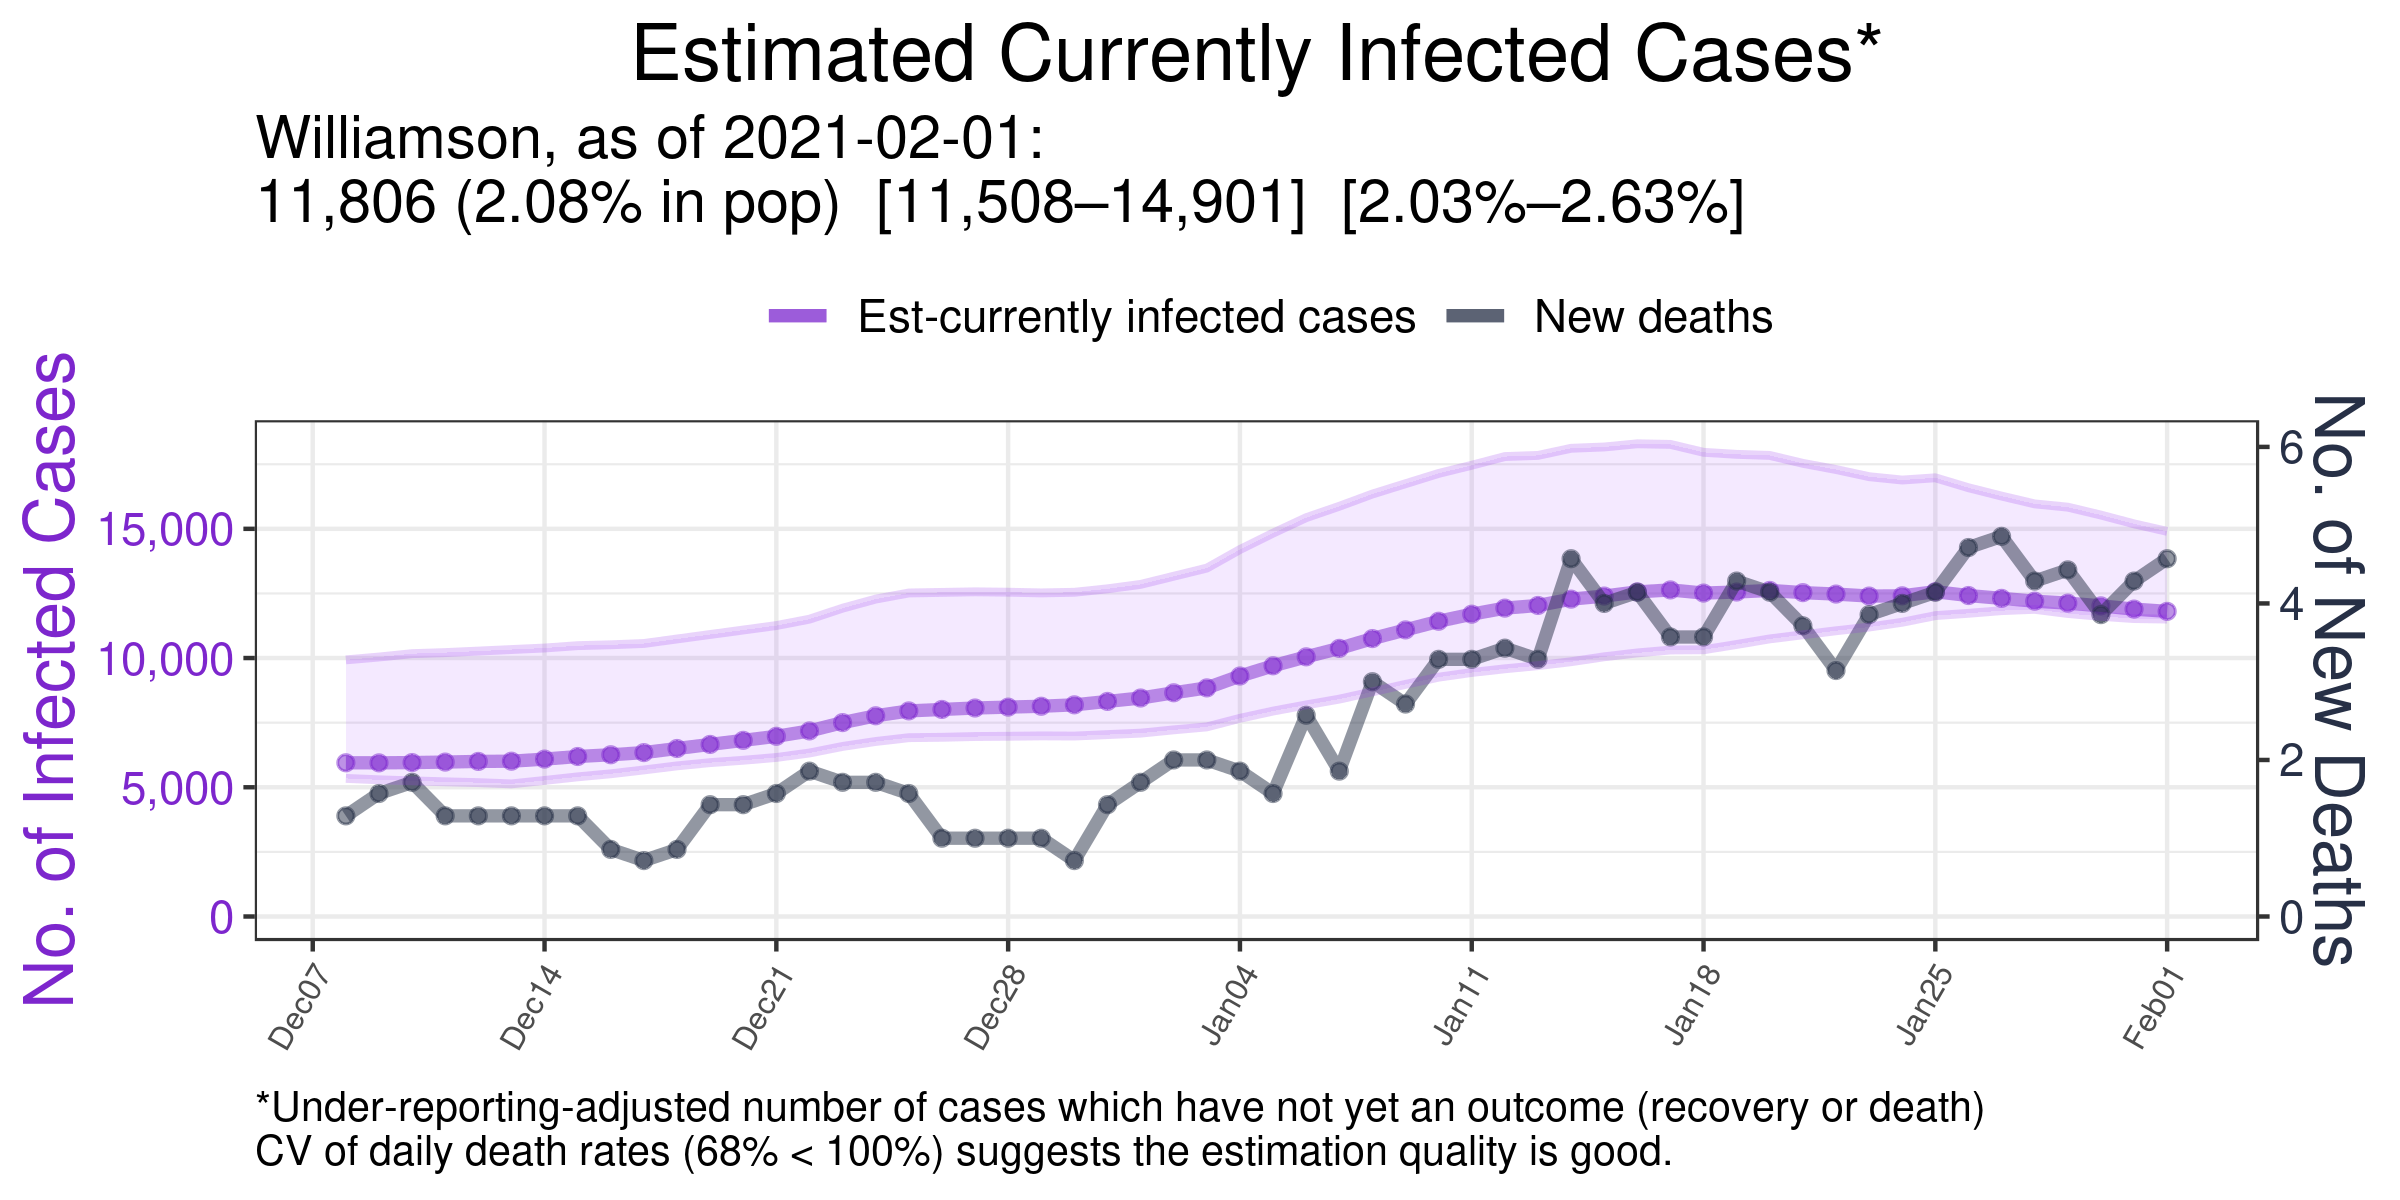 Estimated Currently Infected Cases*
Williamson, as of 2021-02-01:
11,806 (2.08% in pop)  [11,508–14,901]  [2.03%–2.63%]
Est-currently infected cases
New deaths
No. of Infected Cases
15,000
10,000
5,000
0
6
4
2
0
No. of New Deaths
Dec07
Dec14
Dec21
Dec28
Jan04
Jan11
Jan18
Jan25
Feb01
*Under-reporting-adjusted number of cases which have not yet an outcome (recovery or death)
CV of daily death rates (68% < 100%) suggests the estimation quality is good.